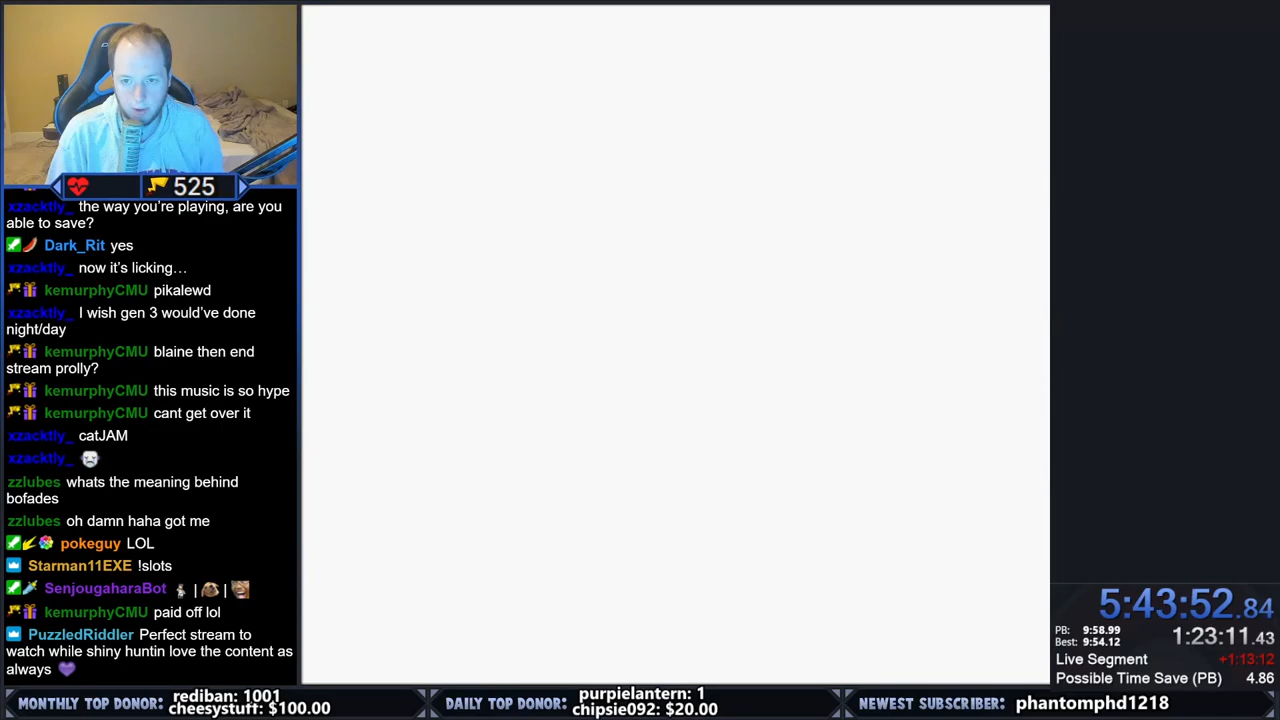 525
xzacktly_ the way you're playing, are you
able to save?
Dark_Rit yes
xzacktly_ now it's licking…
kemurphyCMU pikalewd
xzacktly_ I wish gen 3 would've done
night/day
kemurphyCMU blaine then end
stream prolly?
kemurphyCMU this music is so hype
kemurphyCMU cant get over it
xzacktly_ catJAM
xzacktly_
zzlubes whats the meaning behind
bofades
zzlubes oh damn haha got me
pokeguy LOL
Starman11EXE !slots
SenjougaharaBot | |
kemurphyCMU paid off lol
PuzzledRiddler Perfect stream to
watch while shiny huntin love the content as
always
5:43:52.84
PB: 9:58.99
Best: 9:54.12
1:23:11.43
Live Segment +1:13:12
Possible Time Save (PB) 4.86
MONTHLY TOP DONOR: rediban: 1001
cheesystuff: $100.00
DAILY TOP DONOR: purpielantern: 1
chipsie092: $20.00
NEWEST SUBSCRIBER: phantomphd1218